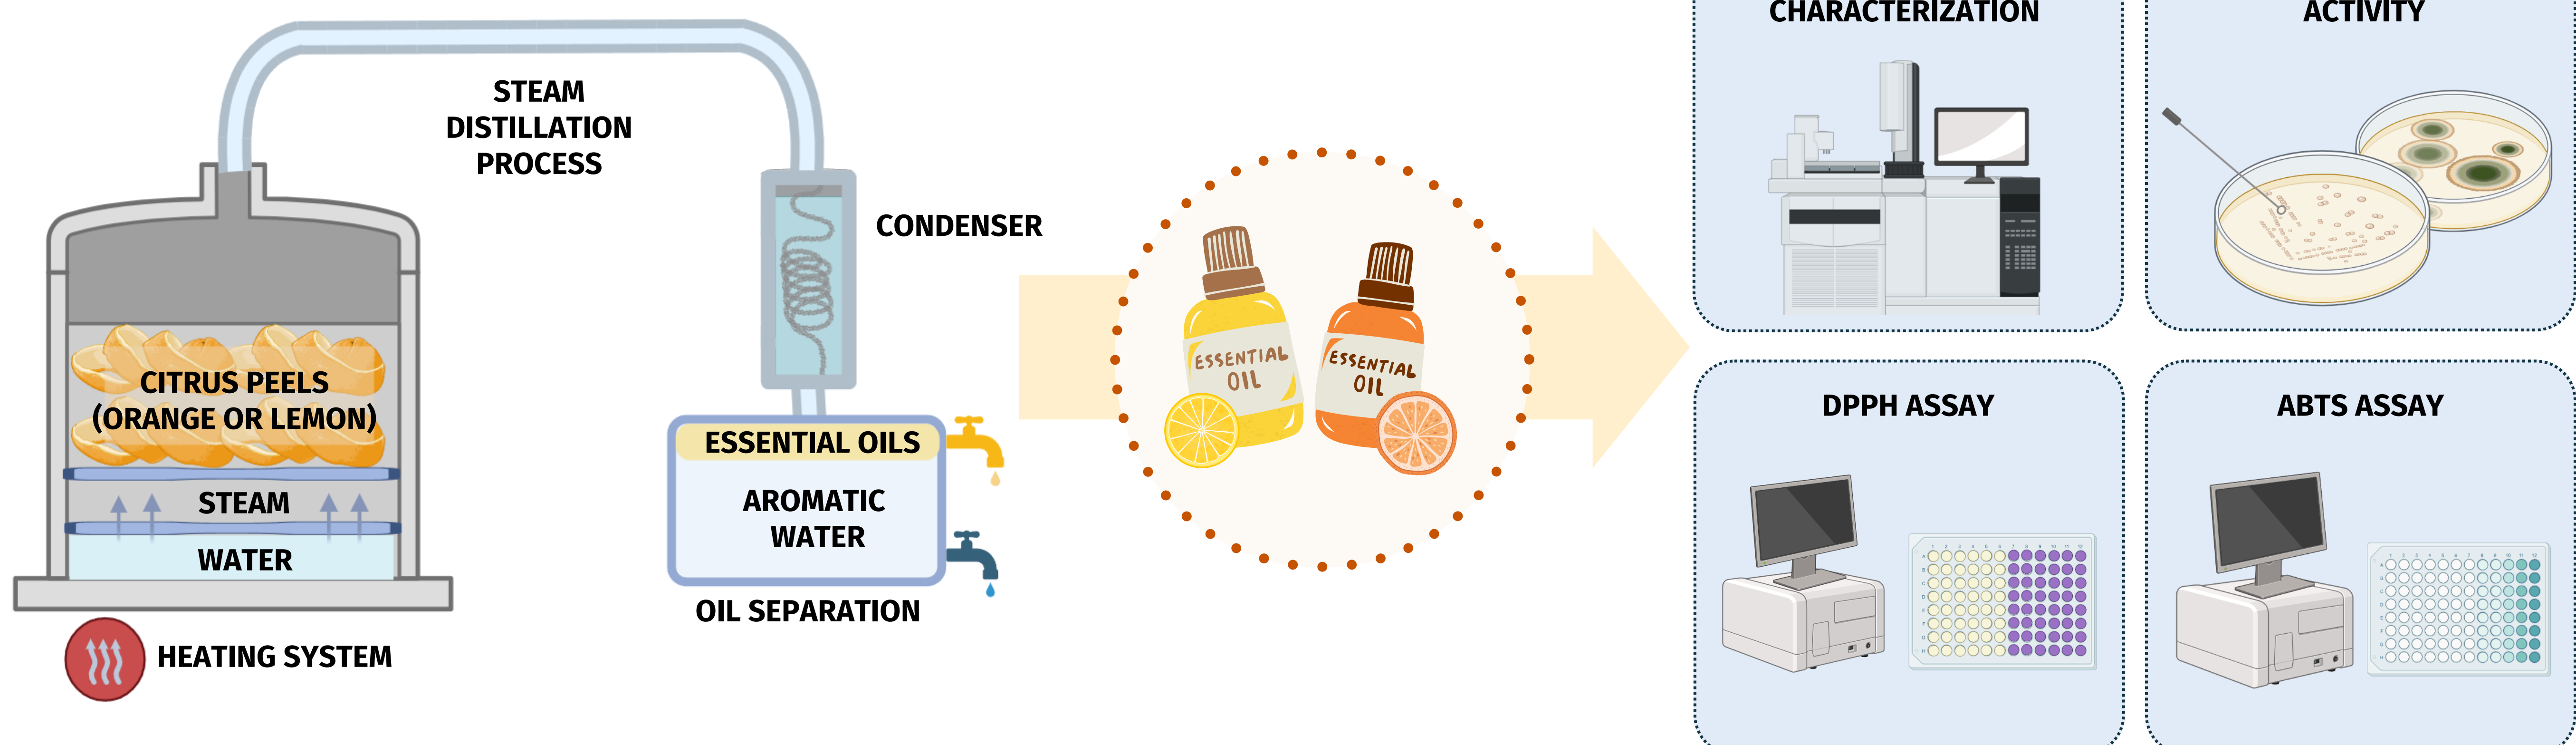 STEAM
DISTILLATION
PROCESS
CONDENSER
CITRUS PEELS
(ORANGE OR LEMON)
STEAM
WATER
HEATING SYSTEM
ESSENTIAL OILS
AROMATIC
WATER
OIL SEPARATION
ESSENTIAL
OIL
ESSENTIAL
OIL
CHARACTERIZATION
ACTIVITY
DPPH ASSAY
ABTS ASSAY